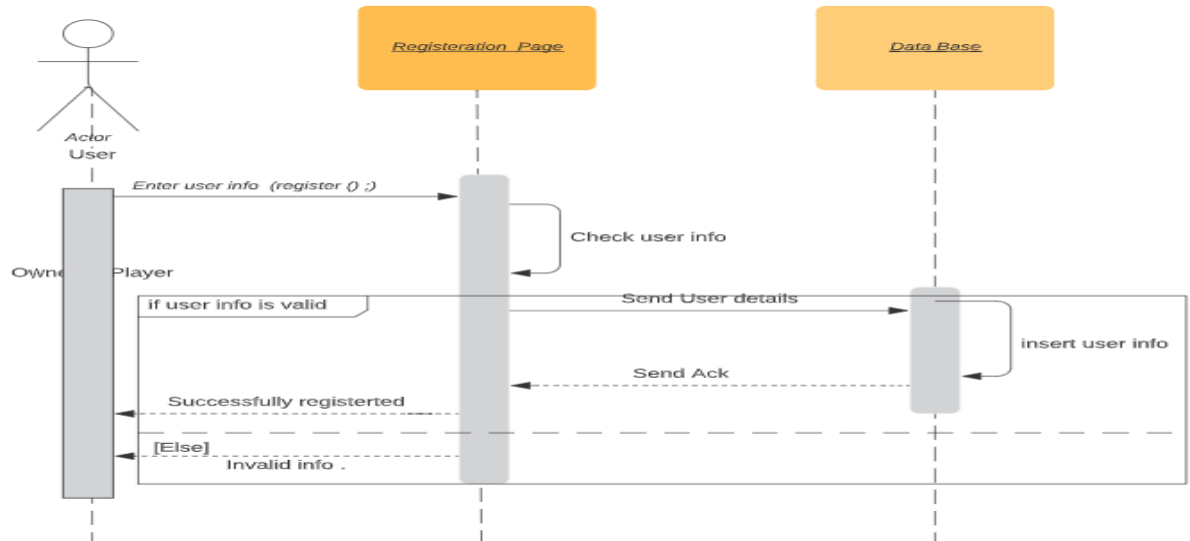 Registeration Page
Data Base
Actor
User
Enter user info (register () ;)
Check user info
Player
if user info is valid
Send User details
insert user info
Send Ack
Successfully registerted
[Else]
Invalid info .